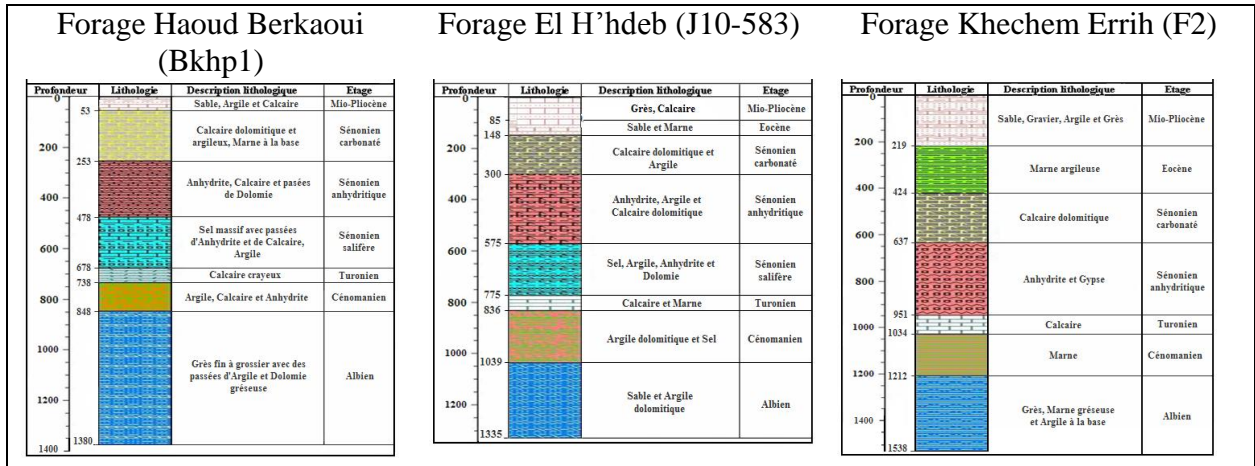 Forage Haoud Berkaoui
(Bkhp1)
Profondeur Lithologie Description lithologique Etage
0
Sable, Argile et Calcaire Mio-Pliocène
53
Calcaire dolomitique et
argileux, Marne à la base
Sénonien
carbonaté
200
253
Anhydrite, Calcaire et pasées
de Dolomie
Sénonien
anhydritique
400
478
Sel massif avec passées
d'Anhydrite et de Calcaire,
Argile
Sénonien
salifère
600
678
Calcaire crayeux Turonien
738
Argile, Calcaire et Anhydrite Cénomanien
800
848
1000
Grès fin à grossier avec des
passées d'Argile et Dolomie
gréseuse
Albien
1200
1380
1400
Forage El H’hdeb (J10-583)
Profondeur Lithologie Description lithologique Etage
0
Grès, Calcaire Mio-Pliocène
85
Sable et Marne Eocène
148
200
Calcaire dolomitique et
Argile
Sénonien
carbonaté
300
Anhydrite, Argile et
Calcaire dolomitique
Sénonien
anhydritique
400
575
600
Sel, Argile, Anhydrite et
Dolomie
Sénonien
salifère
775
800
Calcaire et Marne Turonien
836
Argile dolomitique et Sel Cénomanien
1000
1039
Sable et Argile
dolomitique
Albien
1200
1335
Forage Khechem Errih (F2)
Profondeur Lithologie Description lithologique Etage
0
Sable, Gravier, Argile et Grès Mio-Pliocène
200
219
Marne argileuse Eocène
400
424
Calcaire dolomitique
Sénonien
carbonaté
600
637
Anhydrite et Gypse
Sénonien
anhydritique
800
951
Calcaire Turonien
1000
1034
Marne Cénomanien
1200
1212
Grès, Marne gréseuse
et Argile à la base
Albien
1400
1538